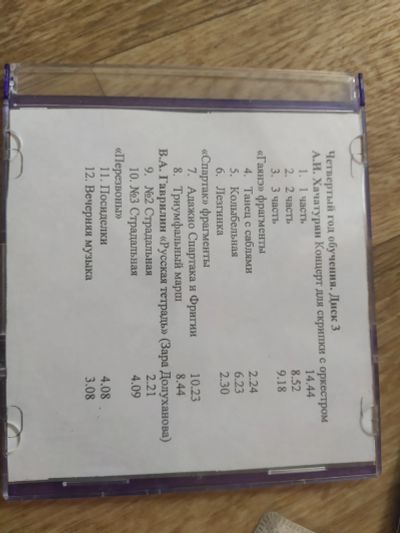 Четвертый год обучения. Диск 3
А.И. Хачатурян Концерт для скрипки с оркестром
1. 1 часть 14.44
2. 2 часть 8.52
3. 3 часть 9.18
«Гаянэ» фрагменты
4. Танец с саблями 2.24
5. Колыбельная 6.23
6. Лезгинка 2.30
«Спартак» фрагменты
7. Адажио Спартака и Фригии 10.23
8. Триумфальный марш 8.44
В.А. Гаврилин «Русская тетрадь» (Зара Долуханова)
9. №2 Страдальная 2.21
10. №3 Страдальная 4.09
«Перезвоны»
11. Посиделки 4.08
12. Вечерняя музыка 3.08